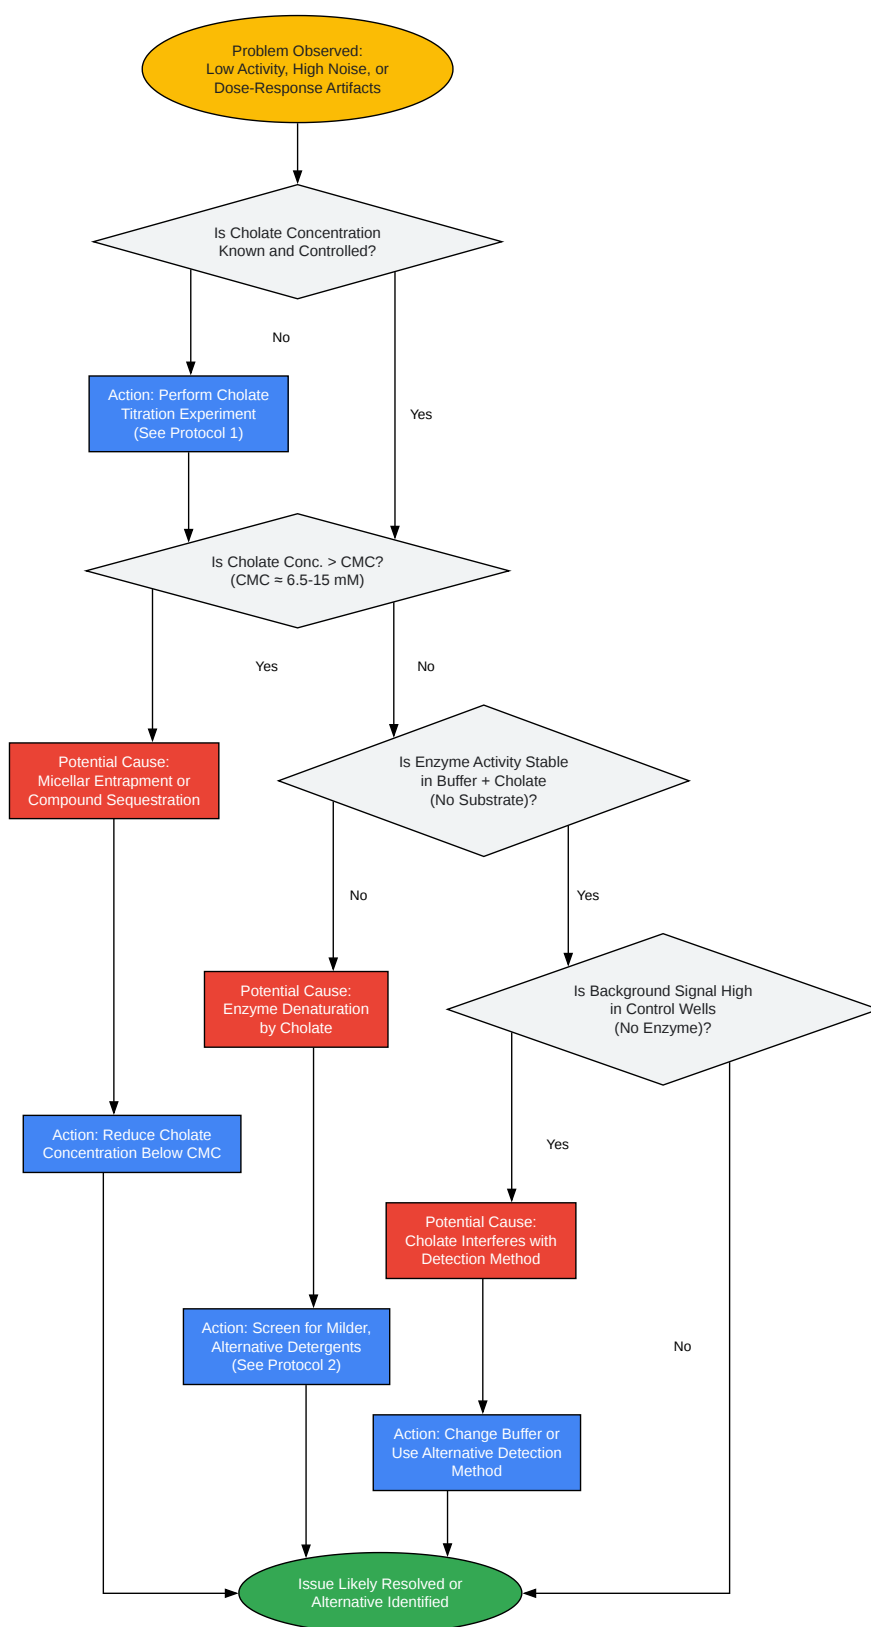 Problem Observed:
Low Activity, High Noise, or
Dose-Response Artifacts
Is Cholate Concentration
Known and Controlled?
No
Action: Perform Cholate
Titration Experiment
(See Protocol 1)
Yes
Is Cholate Conc. > CMC?
(CMC ≈ 6.5-15 mM)
Yes
No
Potential Cause:
Micellar Entrapment or
Compound Sequestration
Is Enzyme Activity Stable
in Buffer + Cholate
(No Substrate)?
No
Yes
Potential Cause:
Enzyme Denaturation
by Cholate
Is Background Signal High
in Control Wells
(No Enzyme)?
Action: Reduce Cholate
Concentration Below CMC
Yes
Potential Cause:
Cholate Interferes with
Detection Method
Action: Screen for Milder,
Alternative Detergents
(See Protocol 2)
No
Action: Change Buffer or
Use Alternative Detection
Method
Issue Likely Resolved or
Alternative Identified